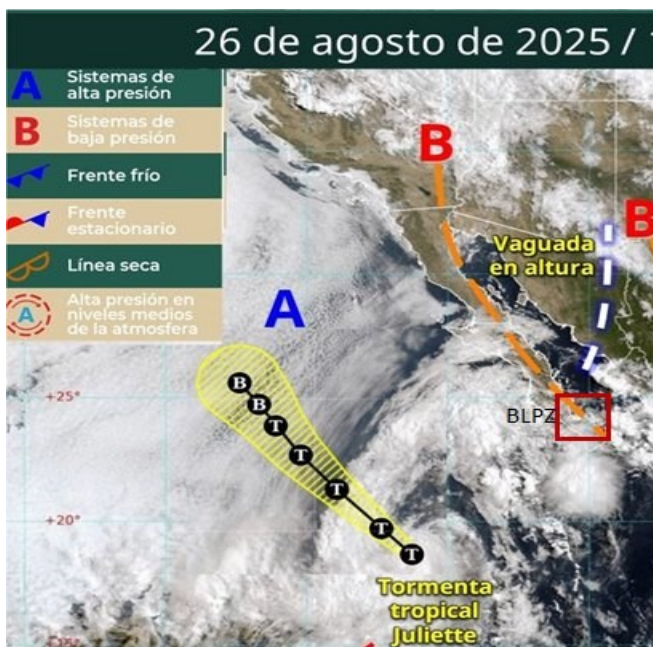 26 de agosto de 2025 /
A
Sistemas de
alta presión
B
Sistemas de
baja presión
Frente frío
Frente
estacionario
Línea seca
A
Alta presión en
niveles medios
de la atmosfera
B
B
Vaguada
en altura
A
B
B
T
T
T
T
T
+25°
BLPZ
+20°
Tormenta
tropical
Juliette
+15°